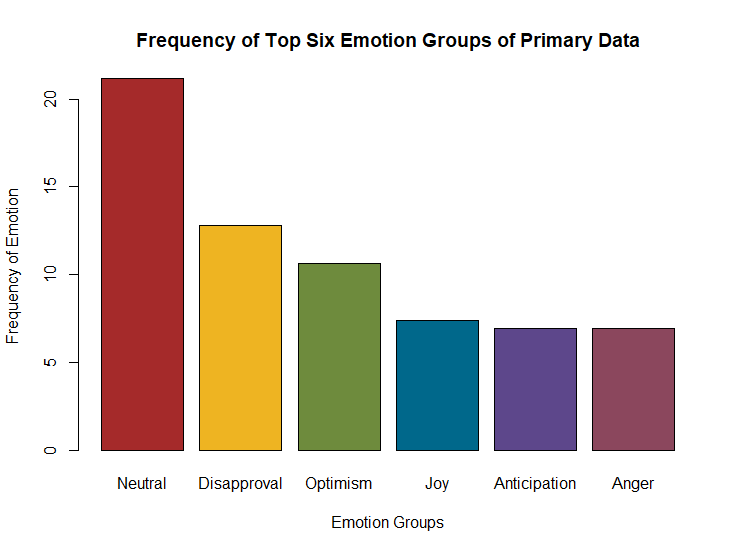 Frequency of Top Six Emotion Groups of Primary Data
Frequency of Emotion
20
15
10
5
0
Neutral Disapproval Optimism Joy Anticipation Anger
Emotion Groups